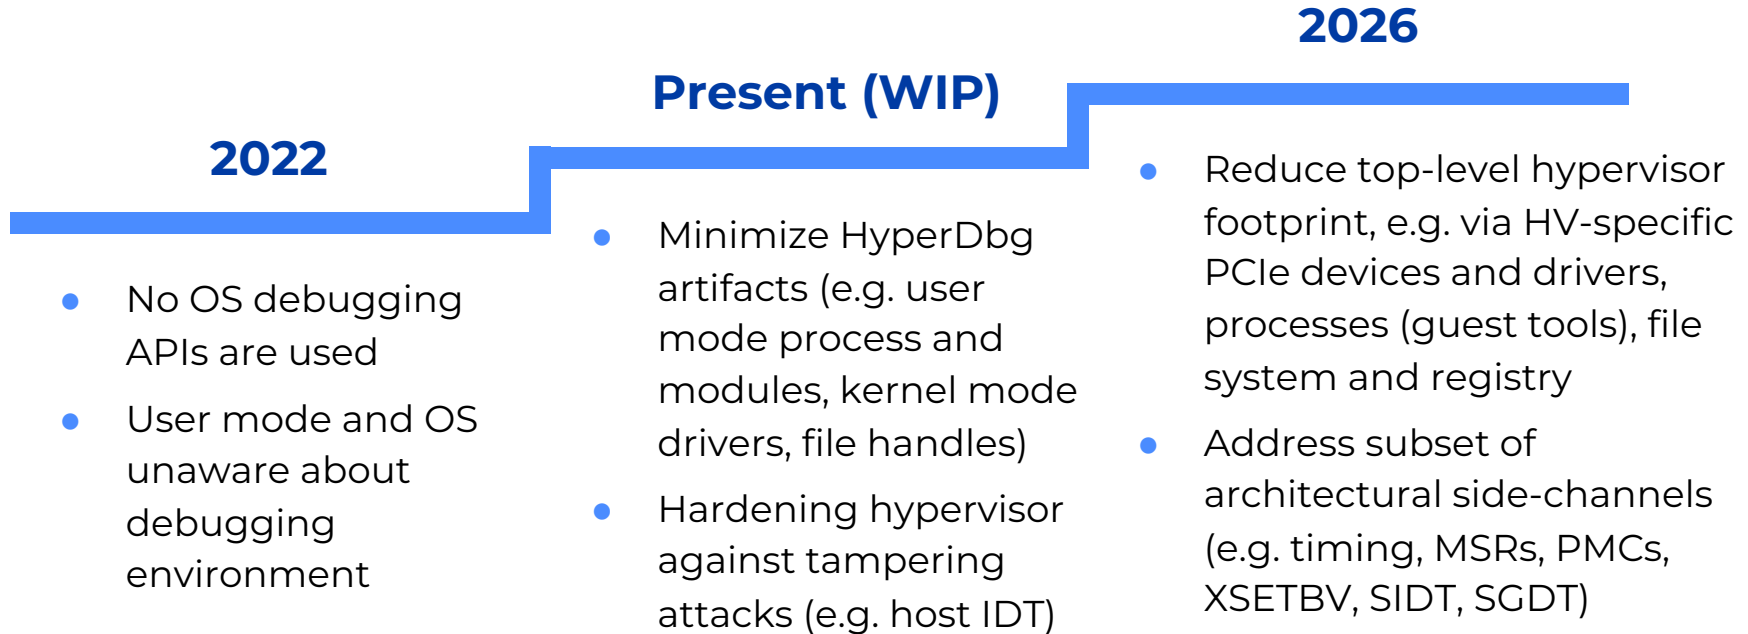 2022
No OS debugging
APIs are used
User mode and OS
unaware about
debugging
environment
Present (WIP)
Minimize HyperDbg
artifacts (e.g. user
mode process and
modules, kernel mode
drivers, file handles)
Hardening hypervisor
against tampering
attacks (e.g. host IDT)
2026
Reduce top-level hypervisor
footprint, e.g. via HV-specific
PCIe devices and drivers,
processes (guest tools), file
system and registry
Address subset of
architectural side-channels
(e.g. timing, MSRs, PMCs,
XSETBV, SIDT, SGDT)